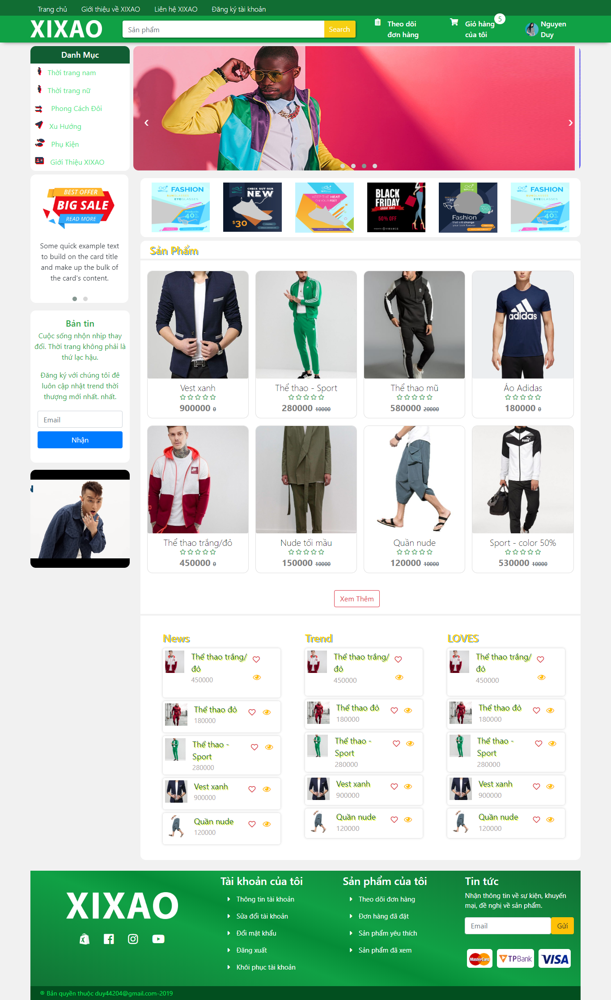 Trang chủ Giới thiệu về XIXAO Liên hệ XIXAO Đăng ký tài khoản
XIXAO
Sản phẩm
Search
Theo dõi
đơn hàng
Giỏ hàng
của tôi
5
Nguyen
Duy
Danh Mục
Thời trang nam
Thời trang nữ
Phong Cách Đôi
Xu Hướng
Phụ Kiện
Giới Thiệu XIXAO
BEST OFFER
BIG SALE
READ MORE
Some quick example text
to build on the card title
and make up the bulk of
the card's content.
Bản tin
Cuộc sống nhộn nhịp thay
đổi. Thời trang không phải là
thứ lạc hậu.
Đăng ký với chúng tôi đê
luôn cập nhật trend thời
thượng mới nhất. nhất.
Email
Nhận
FASHION
SUNGLASSES
EYEGLASSES
Products
40%
CHECK OUT OUR
NEW
$30
KEEP THE HEAT
ON YOUR FEET
BLACK
FRIDAY
GREAT SALE
50% OFF
WPShop
$30
$20
Fashion
that will change
your look forever
FASHION
SUNGLASSES
EYEGLASSES
Products
40%
Sản Phẩm
adidas
Vest xanh
900000 0
Thể thao - Sport
280000 10000
Thể thao mũ
580000 20000
Áo Adidas
180000 0
PUMA
Thể thao trắng/đỏ
450000 0
Nude tối mầu
150000 10000
Quần nude
120000 10000
Sport - color 50%
530000 10000
Xem Thêm
News
Thể thao trắng/
đỏ
450000
Thể thao đỏ
180000
Thể thao -
Sport
280000
Vest xanh
900000
Quần nude
120000
Trend
Thể thao trắng/
đỏ
450000
Thể thao đỏ
180000
Thể thao -
Sport
280000
Vest xanh
900000
Quần nude
120000
LOVES
Thể thao trắng/
đỏ
450000
Thể thao đỏ
180000
Thể thao -
Sport
280000
Vest xanh
900000
Quần nude
120000
XIXAO
Tài khoản của tôi
Thông tin tài khoản
Sửa đổi tài khoản
Đổi mật khẩu
Đăng xuất
Khôi phục tài khoản
Sản phẩm của tôi
Theo dõi đơn hàng
Đơn hàng đã đặt
Sản phẩm yêu thích
Sản phẩm đã xem
Tin tức
Nhận thông tin về sự kiện, khuyến
mại, đề nghị về sản phẩm.
Email
Gửi
MasterCard
TPBank
VISA
® Bản quyền thuộc duy44204@gmail.com-2019